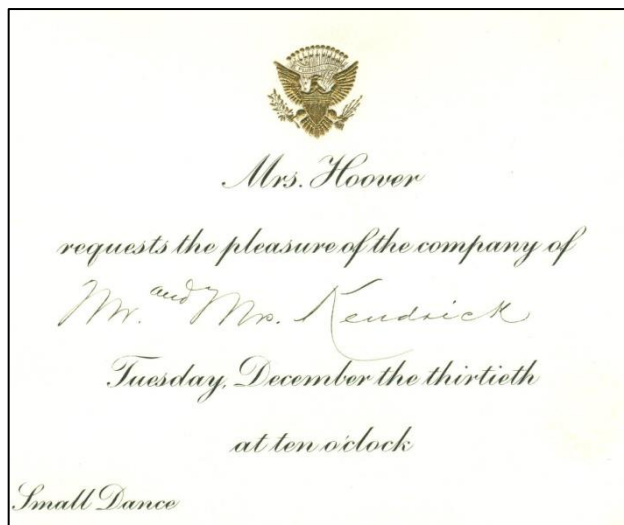 Mrs. Hoover
requests the pleasure of the company of
Mr. and Mrs. Kendrick
Tuesday, December the thirtieth
at ten o'clock
Small Dance